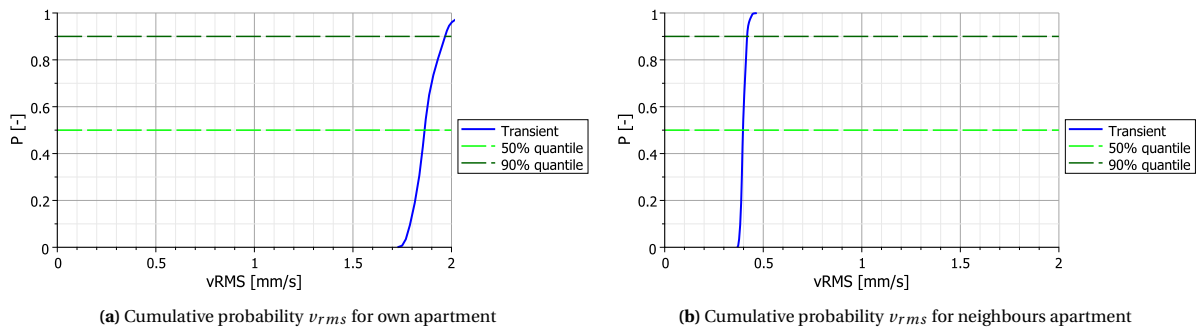 1
0.8
0.6
0.4
0.2
0
P [-]
0
0.5
1
1.5
2
vRMS [mm/s]
Transient
50% quantile
90% quantile
(a) Cumulative probability vrms for own apartment
1
0.8
0.6
0.4
0.2
0
P [-]
0
0.5
1
1.5
2
vRMS [mm/s]
Transient
50% quantile
90% quantile
(b) Cumulative probability vrms for neighbours apartment